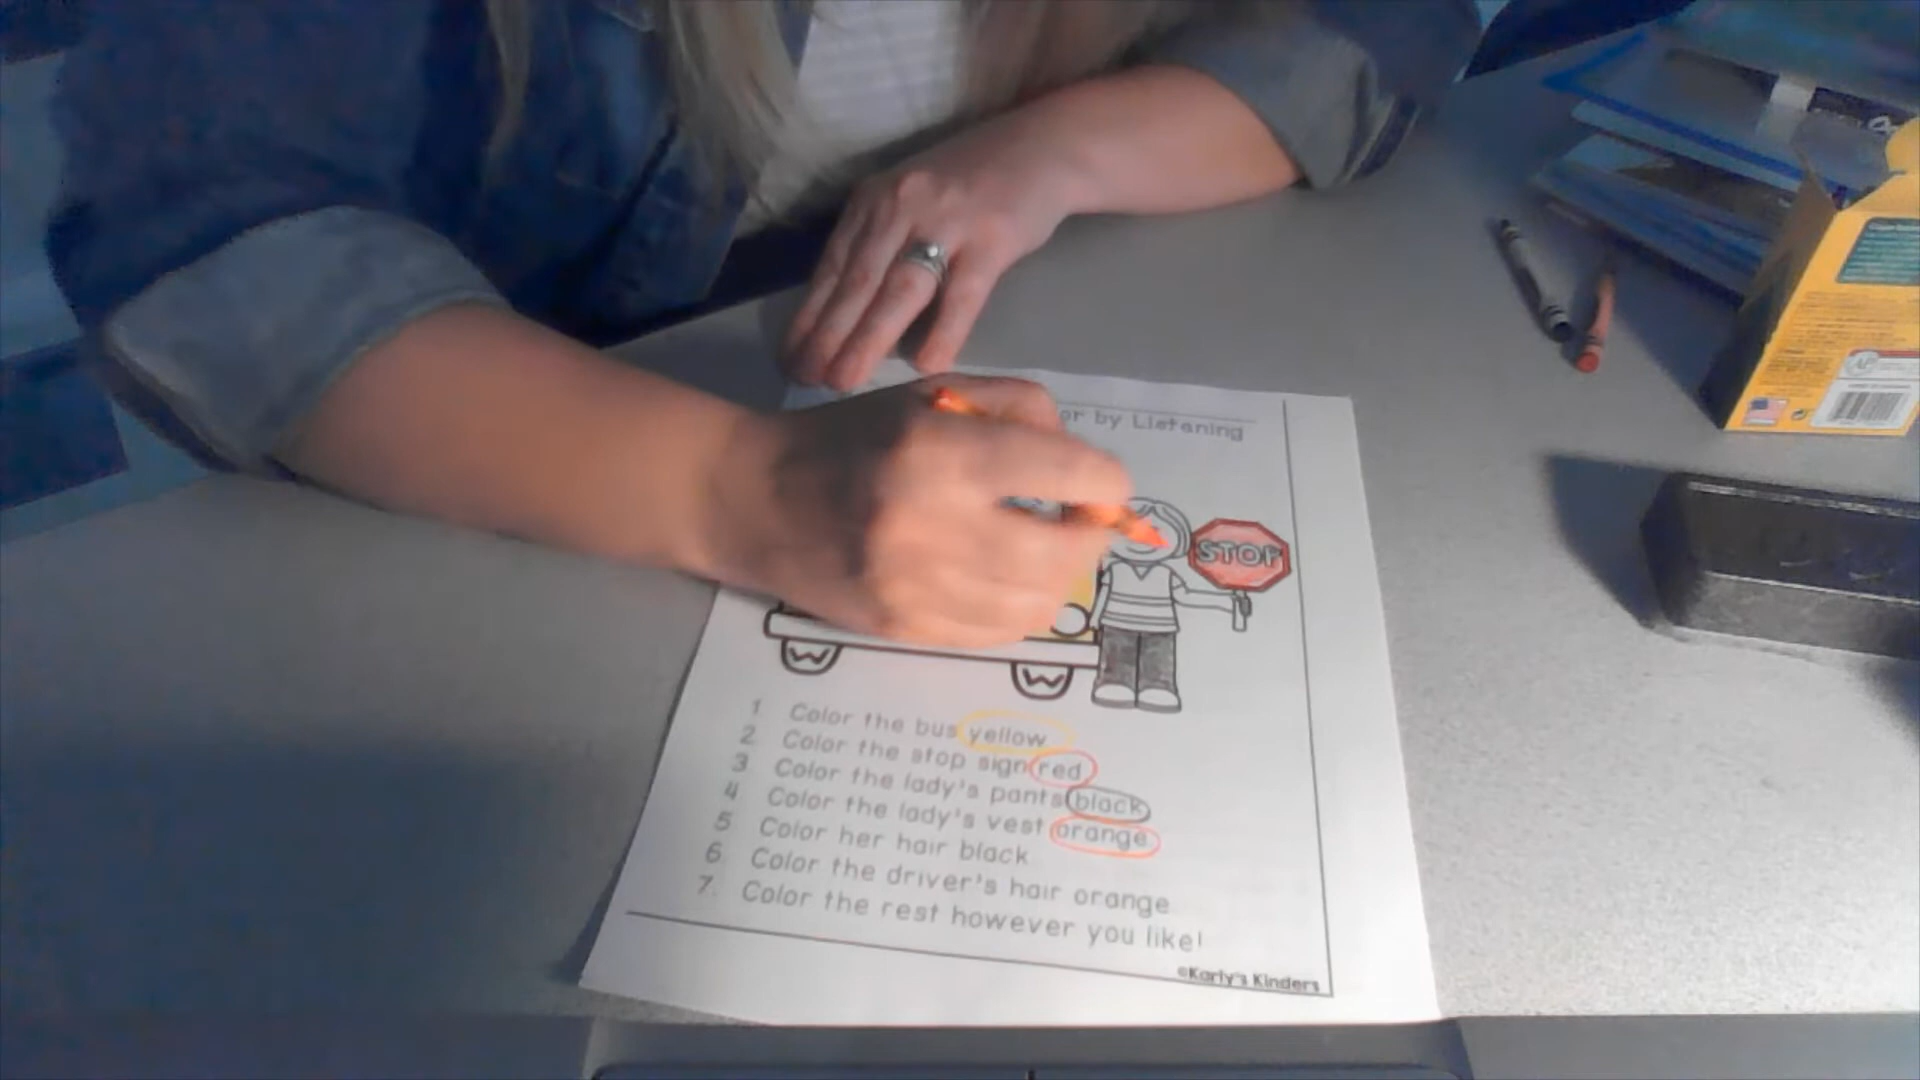 or by Listening
STOP
1 Color the bus yellow
2 Color the stop sign red
3 Color the lady's pants black
4 Color the lady's vest orange
5 Color her hair black
6 Color the driver's hair orange
7. Color the rest however you like!
©Karly's Kinders